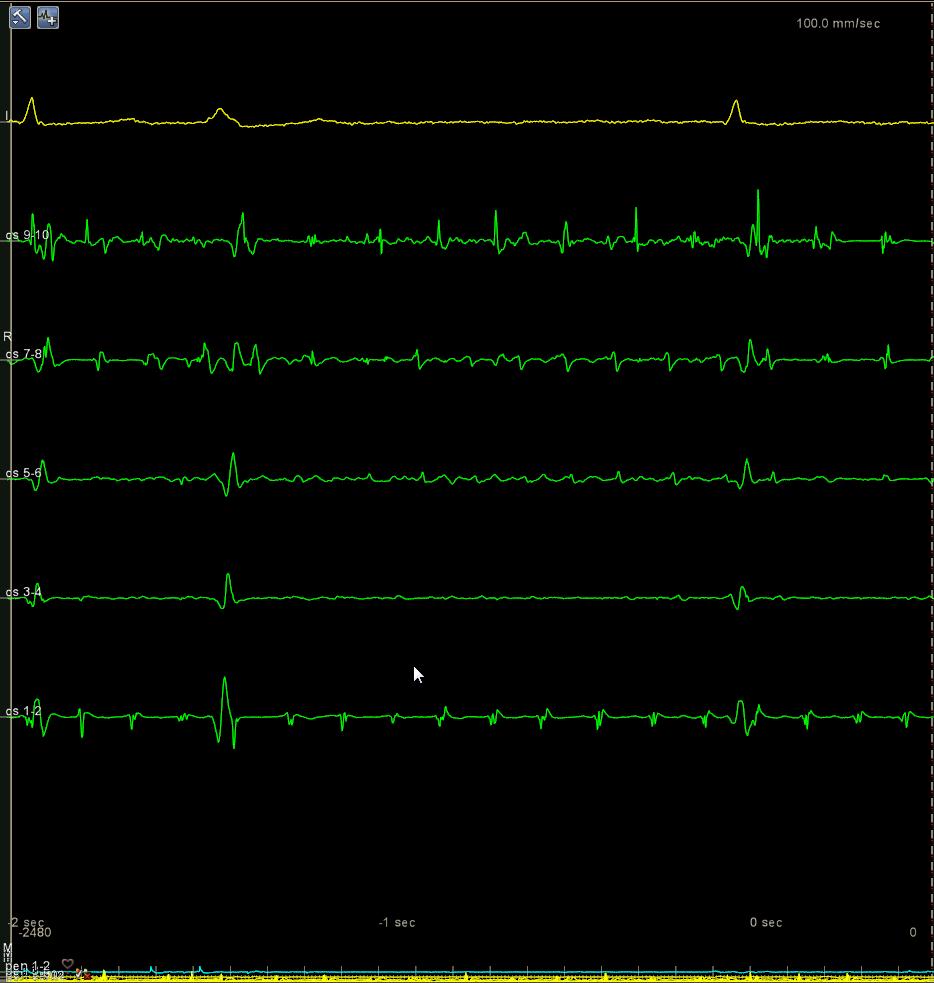 100.0 mm/sec
I
cs 9-10
R
cs 7-8
cs 5-6
cs 3-4
cs 1-2
-2 sec
-1 sec
0 sec
-2480
0
M
pen 1-2